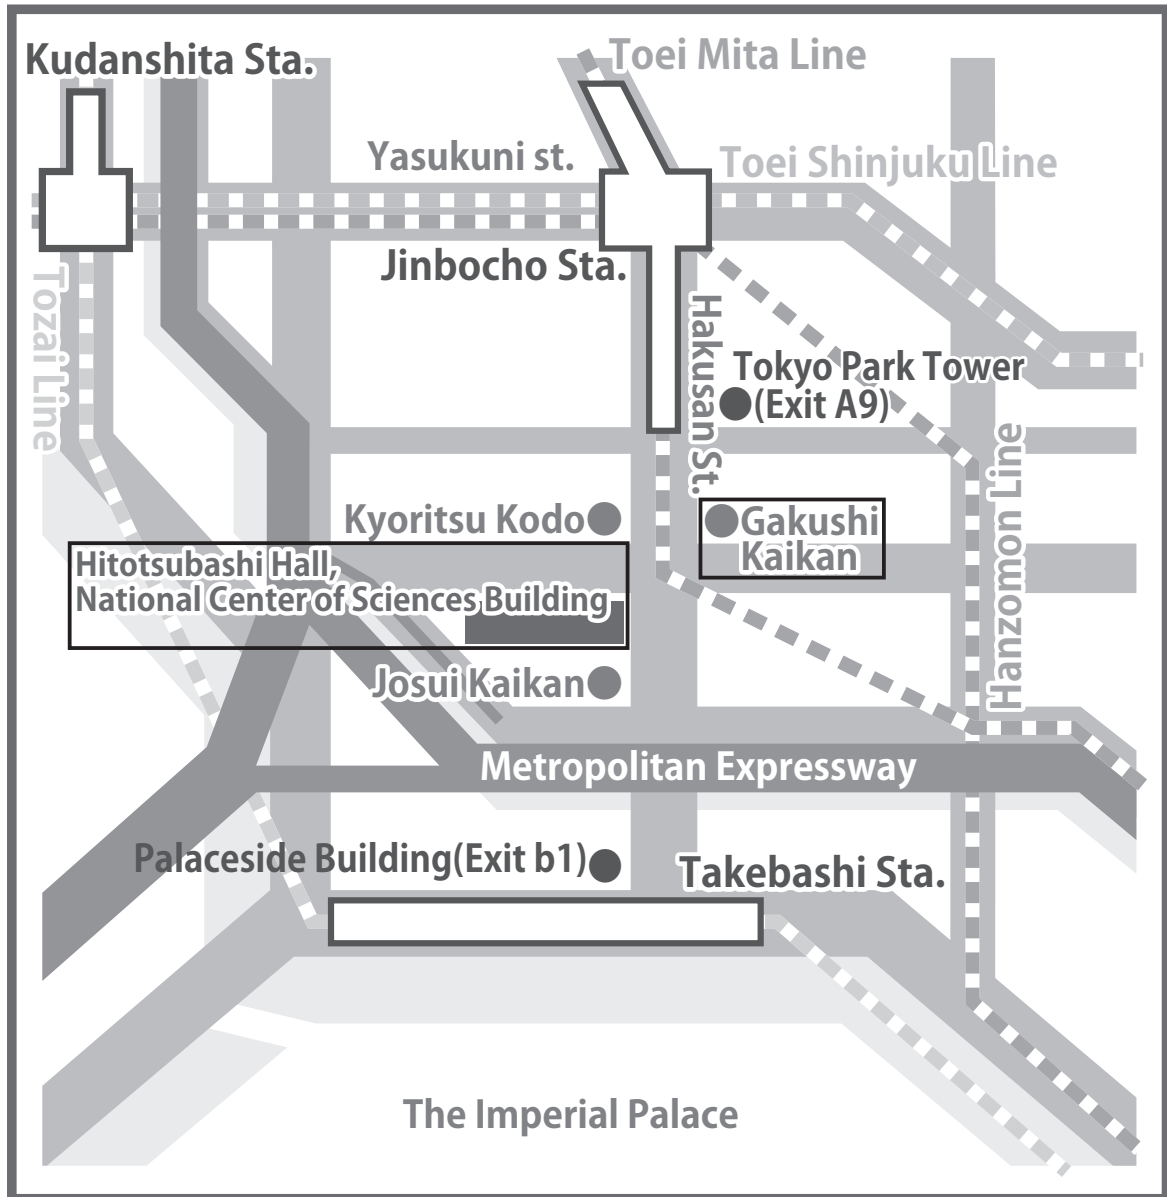 Kudanshita Sta.
Toei Mita Line
Yasukuni st.
Toei Shinjuku Line
Jinbocho Sta.
Tozai Line
Hakusan St.
Tokyo Park Tower
(Exit A9)
Hanzomon Line
Kyoritsu Kodo
Gakushi
Kaikan
Hitotsubashi Hall,
National Center of Sciences Building
Josui Kaikan
Metropolitan Expressway
Palaceside Building(Exit b1)
Takebashi Sta.
The Imperial Palace